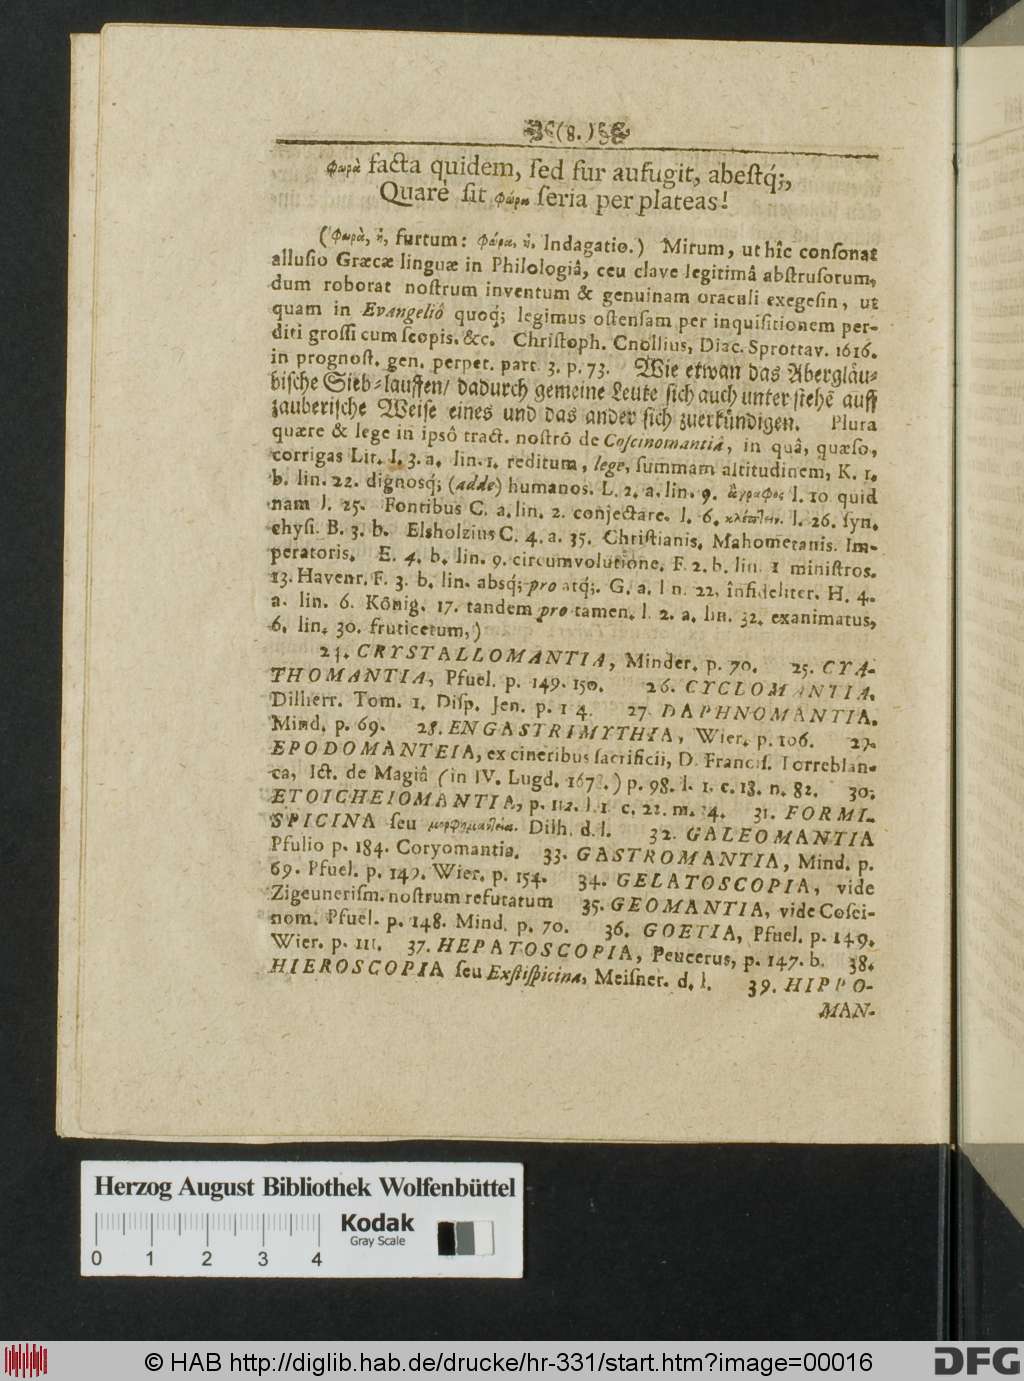 (8.)
Φωρὰ facta quidem, ſed fur aufugit, abeſtq́;,
Quare ſit φώρα ſeria per plateas!
(Φωρὰ, ἡ, furtum: Φώρα, ἡ, Indagatio.) Mirum, ut hîc conſonat
alluſio Græcæ linguæ in Philologiâ, ceu clave legitimâ abſtruſorum,
dum roborat noſtrum inventum & genuinam oraculi exegeſin, ut
quam in Evangeliô quoq́; legimus oſtenſam per inquiſitionem per-
diti groſſi cum ſcopis. &c. Chriſtoph. Cnollius, Diac. Sprottav. 1616.
in prognoſt. gen. perpet. part. 3. p. 73. Wie etwan das Abergläu-
biſche Sieb-lauffen/ dadurch gemeine Leute ſich auch unterſtehẽ auff
zauberiſche Weiſe eines und das ander ſich zuerkündigen. Plura
quære & lege in ipſô tract. noſtrô de Coſcinomantiâ, in quâ, quæſo,
corrigas Lit. I. 3. a. lin. 1. reditum, lege, ſummam altitudinem, K. 1.
b. lin. 22. dignosq́; (adde) humanos. L. 2. a. lin. 9. ἄγραφος l. 10 quid
nam l. 25. Fontibus C. a. lin. 2. conjectare. l. 6. l. 26. ſyn.
chyſi. B. 3. b. Elsholzius C. 4. a. 35. Chriſtianis, Mahometanis. Im-
peratoris. E. 4. b. lin. 9. circumvolutione. F. 2. b. lin. 1 miniſtros.
13. Havenr. F. 3. b. lin. absq́; pro atq́;. G. a. l n. 22. infideliter. H. 4.
a. lin. 6. König. 17. tandem pro tamen. l. 2. a. lin. 32. exanimatus,
6. lin. 30. fruticetum,)
24. CRYSTALLOMANTIA, Minder. p. 70. 25. CYA-
THOMANTIA, Pfuel. p. 149. 150. 26. CYCLOMANTIA,
Dilherr. Tom. 1. Diſp. Jen. p. 1 4. 27. DAPHNOMANTIA.
Mind. p. 69. 28. ENGASTRIMYTHIA, Wier. p. 106. 29.
EPODOMANTEIA, ex cineribus ſacrificii, D. Franciſ. Torreblan-
ca, Ict. de Magiâ (in IV. Lugd. 1678.) p. 98. l. 1. c. 13. n. 82. 30.
ETOICHEIOMANTIA, p. 112. l. 1 c. 22. m. 4. 31. FORMI-
SPICINA ſeu Dilh. d. l. 32. GALEOMANTIA
Pfulio p. 184. Coryomantia. 33. GASTROMANTIA, Mind. p.
69. Pfuel. p. 149. Wier. p. 154. 34. GELATOSCOPIA, vide
Zigeuneriſm. noſtrum refutatum 35. GEOMANTIA, vide Coſci-
nom. Pfuel. p. 148. Mind. p. 70. 36. GOETIA, Pfuel. p. 149.
Wier. p. 111. 37. HEPATOSCOPIA, Peucerus, p. 147. b. 38.
HIEROSCOPIA ſeu Exſtiſpicina, Meiſner. d. l. 39. HIPPO-
MAN-
Herzog August Bibliothek Wolfenbüttel
Kodak
Gray Scale
0 1 2 3 4
© HAB http://diglib.hab.de/drucke/hr-331/start.htm?image=00016
DFG